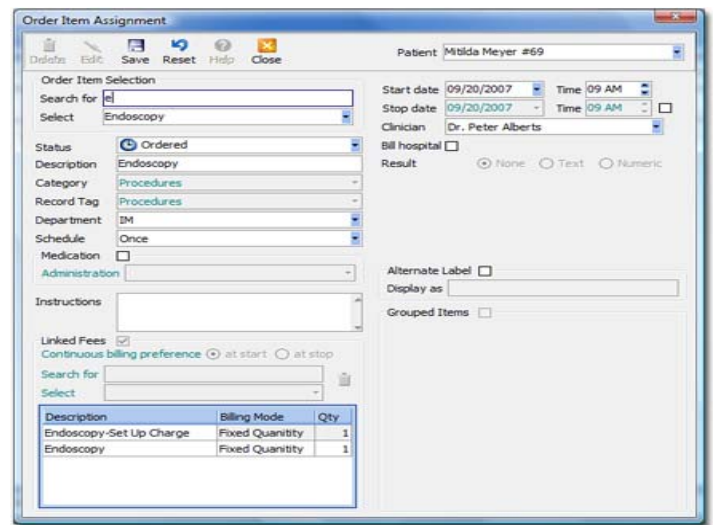 Order Item Assignment
Delete Edit Save Reset Help Close
Patient Mitilda Meyer #69
Order Item Selection
Search for e
Select Endoscopy
Status Ordered
Description Endoscopy
Category Procedures
Record Tag Procedures
Department IM
Schedule Once
Medication
Administration
Instructions
Linked Fees
Continuous billing preference at start at stop
Search for
Select
Description Billing Mode Qty
Endoscopy-Set Up Charge Fixed Quanitity 1
Endoscopy Fixed Quanitity 1
Start date 09/20/2007 Time 09 AM
Stop date 09/20/2007 Time 09 AM
Clinician Dr. Peter Alberts
Bill hospital
Result None Text Numeric
Alternate Label
Display as
Grouped Items